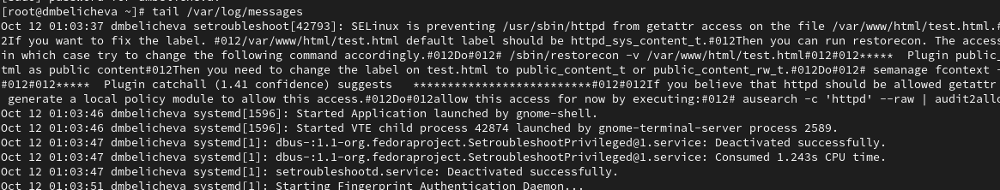 [root@dmbelicheva ~]# tail /var/log/messages
Oct 12 01:03:37 dmbelicheva setroubleshoot[42793]: SELinux is preventing /usr/sbin/httpd from getattr access on the file /var/www/html/test.html.#
2If you want to fix the label. #012/var/www/html/test.html default label should be httpd_sys_content_t.#012Then you can run restorecon. The access
in which case try to change the following command accordingly.#012Do#012# /sbin/restorecon -v /var/www/html/test.html#012#012*****  Plugin public_
tml as public content#012Then you need to change the label on test.html to public_content_t or public_content_rw_t.#012Do#012# semanage fcontext -
#012#012*****  Plugin catchall (1.41 confidence) suggests   **************************#012#012If you believe that httpd should be allowed getattr
generate a local policy module to allow this access.#012Do#012allow this access for now by executing:#012# ausearch -c 'httpd' --raw | audit2allo
Oct 12 01:03:46 dmbelicheva systemd[1596]: Started Application launched by gnome-shell.
Oct 12 01:03:46 dmbelicheva systemd[1596]: Started VTE child process 42874 launched by gnome-terminal-server process 2589.
Oct 12 01:03:47 dmbelicheva systemd[1]: dbus-:1.1-org.fedoraproject.SetroubleshootPrivileged@1.service: Deactivated successfully.
Oct 12 01:03:47 dmbelicheva systemd[1]: dbus-:1.1-org.fedoraproject.SetroubleshootPrivileged@1.service: Consumed 1.243s CPU time.
Oct 12 01:03:47 dmbelicheva systemd[1]: setroubleshootd.service: Deactivated successfully.
Oct 12 01:03:51 dmbelicheva systemd[1]: Starting Fingerprint Authentication Daemon...